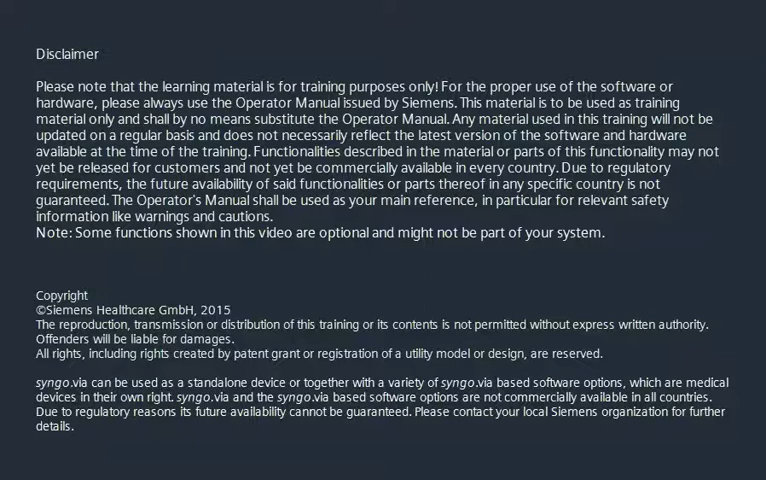 Disclaimer
Please note that the learning material is for training purposes only! For the proper use of the software or
hardware, please always use the Operator Manual issued by Siemens. This material is to be used as training
material only and shall by no means substitute the Operator Manual. Any material used in this training will not be
updated on a regular basis and does not necessarily reflect the latest version of the software and hardware
available at the time of the training. Functionalities described in the material or parts of this functionality may not
yet be released for customers and not yet be commercially available in every country. Due to regulatory
requirements, the future availability of said functionalities or parts thereof in any specific country is not
guaranteed. The Operator's Manual shall be used as your main reference, in particular for relevant safety
information like warnings and cautions.
Note: Some functions shown in this video are optional and might not be part of your system.
Copyright
©Siemens Healthcare GmbH, 2015
The reproduction, transmission or distribution of this training or its contents is not permitted without express written authority.
Offenders will be liable for damages.
All rights, including rights created by patent grant or registration of a utility model or design, are reserved.
syngo.via can be used as a standalone device or together with a variety of syngo.via based software options, which are medical
devices in their own right. syngo.via and the syngo.via based software options are not commercially available in all countries.
Due to regulatory reasons its future availability cannot be guaranteed. Please contact your local Siemens organization for further
details.